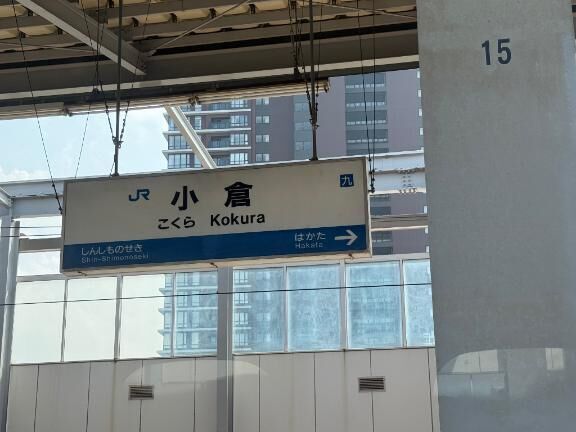 15
JR 小倉 九
こくら Kokura
しんしものせき はかた →
Shin-Shimonoseki Hakata